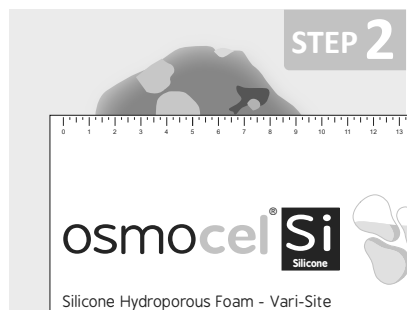 STEP 2
0 1 2 3 4 5 6 7 8 9 10 11 12 13
osmocel® Si
Silicone
Silicone Hydroporous Foam - Vari-Site